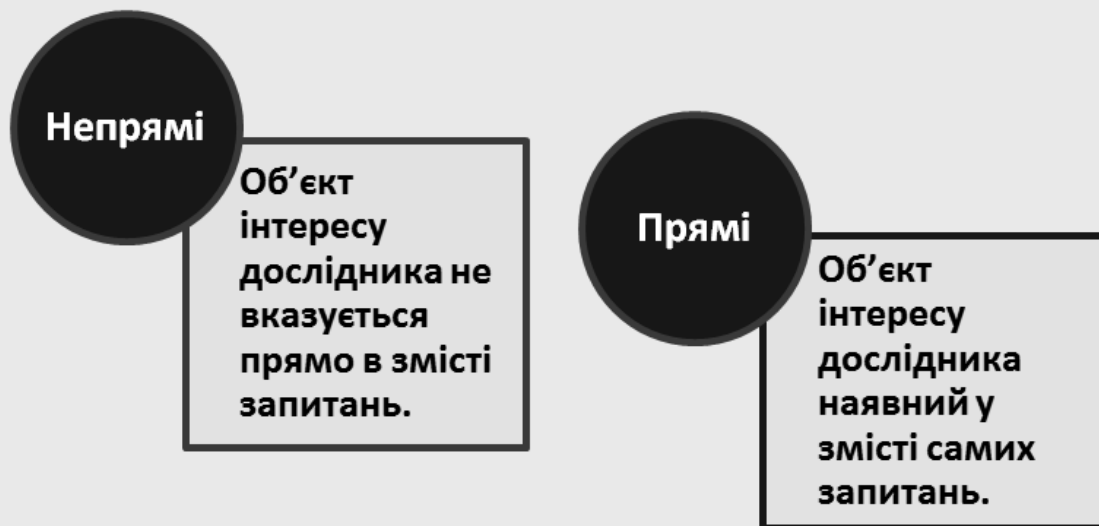 Непрямі
Об’єкт
інтересу
дослідника не
вказується
прямо в змісті
запитань.
Прямі
Об’єкт
інтересу
дослідника
наявний у
змісті самих
запитань.